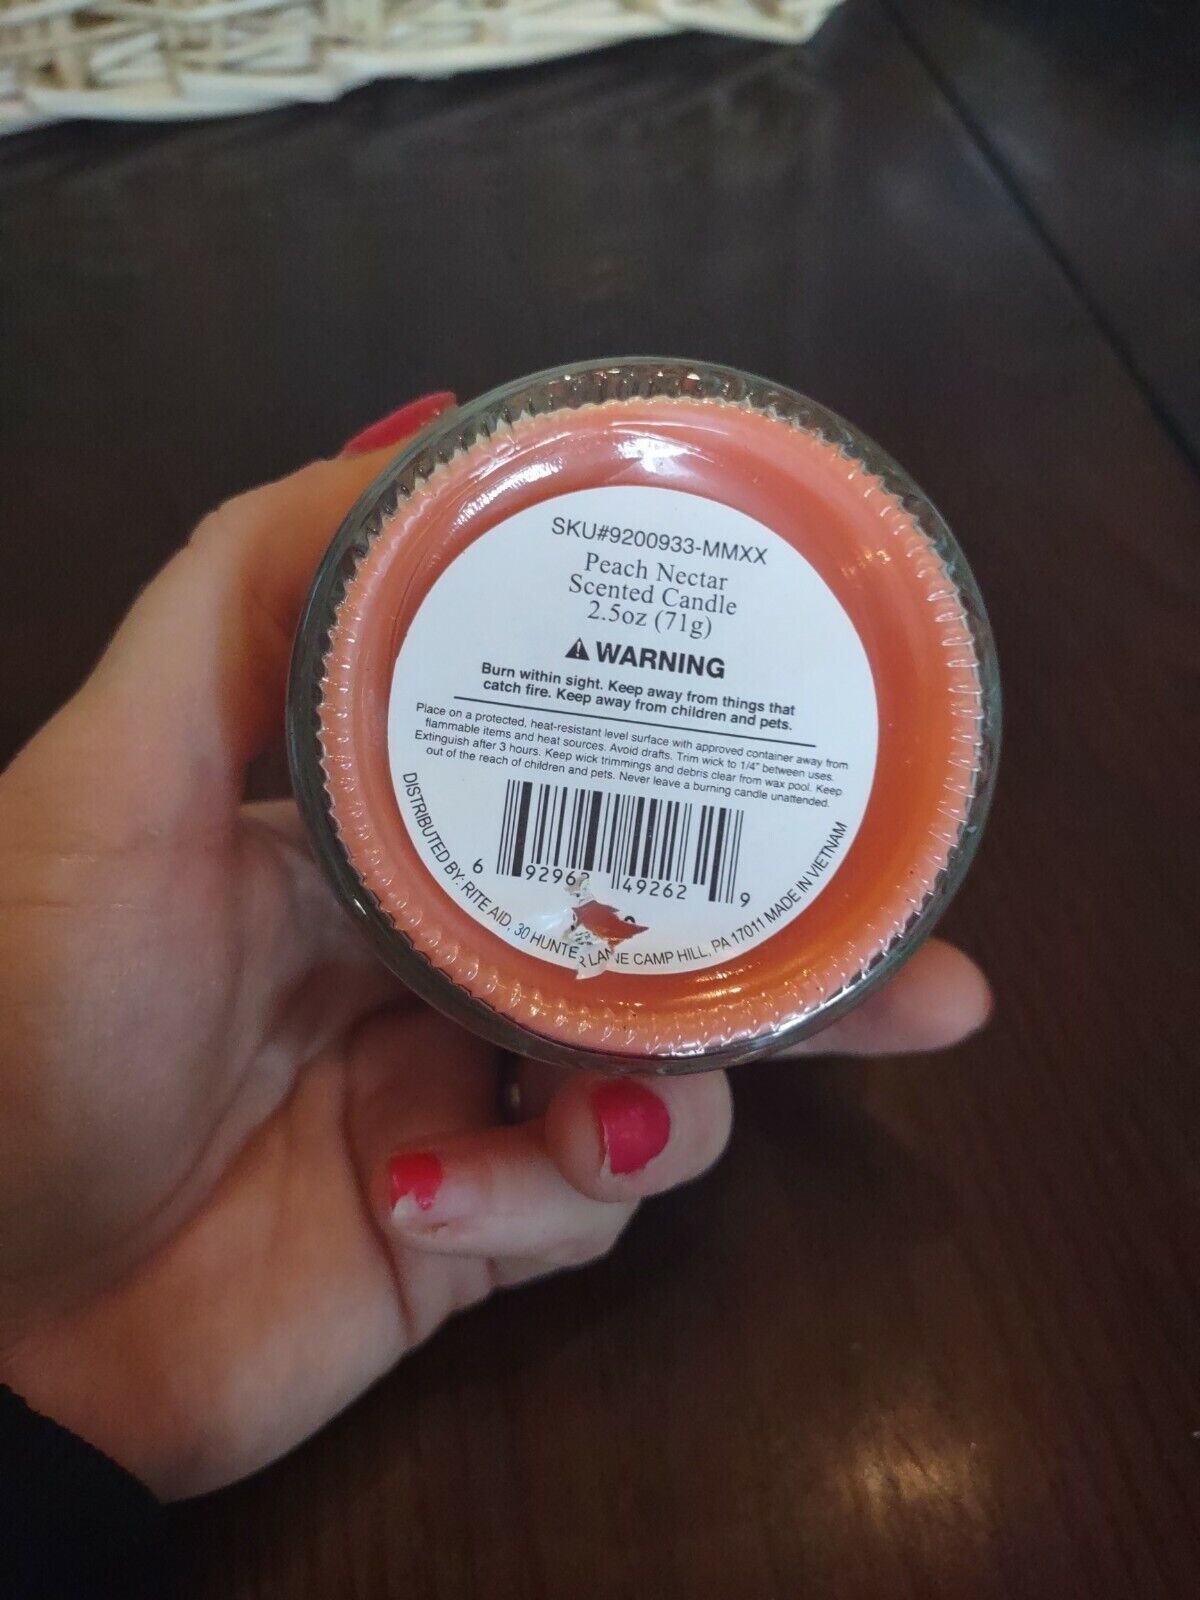 SKU#9200933-MMXX
Peach Nectar
Scented Candle
2.5oz (71g)
⚠ WARNING
Burn within sight. Keep away from things that
catch fire. Keep away from children and pets.
Place on a protected, heat-resistant level surface with approved container away from
flammable items and heat sources. Avoid drafts. Trim wick to 1/4" between uses.
Extinguish after 3 hours. Keep wick trimmings and debris clear from wax pool. Keep
out of the reach of children and pets. Never leave a burning candle unattended.
6 92962 49262 9
DISTRIBUTED BY: RITE AID, 30 HUNTER LANE CAMP HILL, PA 17011 MADE IN VIETNAM